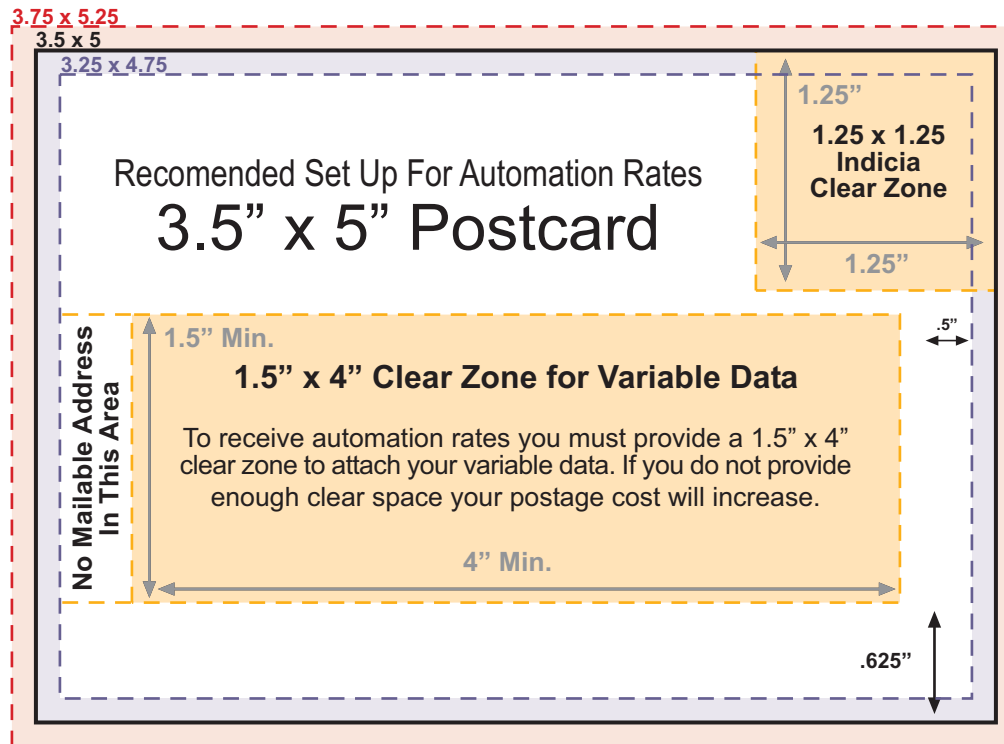 3.75 x 5.25
3.5 x 5
3.25 x 4.75
1.25”
1.25 x 1.25
Indicia
Clear Zone
1.25”
Recomended Set Up For Automation Rates
3.5” x 5” Postcard
.5”
No Mailable Address
In This Area
1.5” Min.
1.5” x 4” Clear Zone for Variable Data
To receive automation rates you must provide a 1.5” x 4”
clear zone to attach your variable data. If you do not provide
enough clear space your postage cost will increase.
4” Min.
.625”